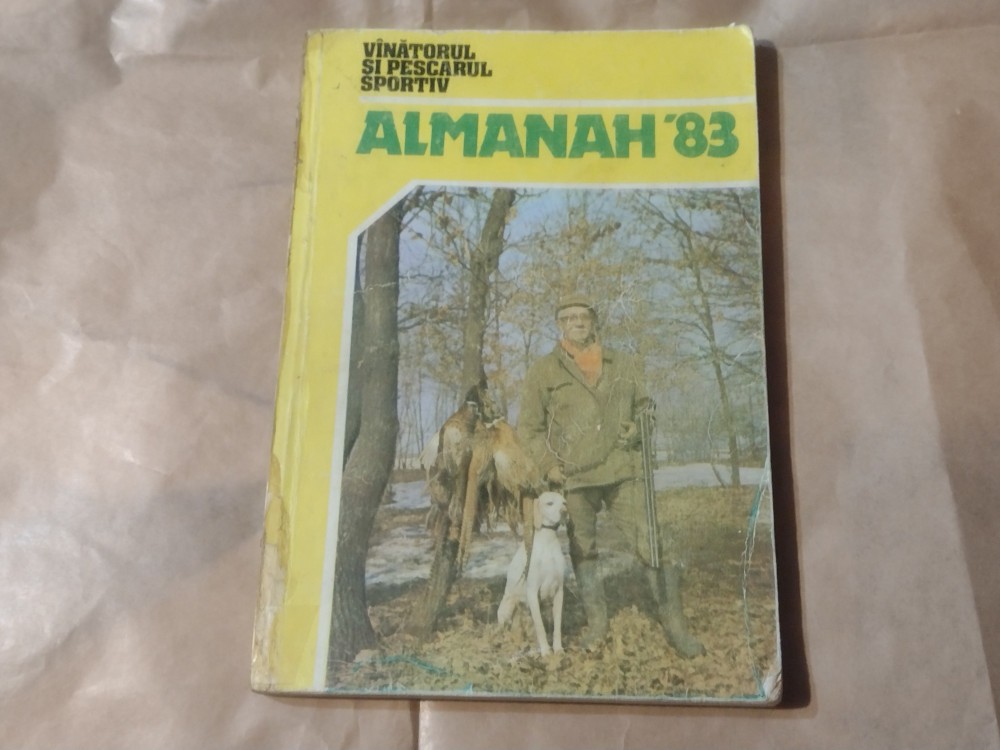 VÎNĂTORUL
ȘI PESCARUL
SPORTIV
ALMANAH '83